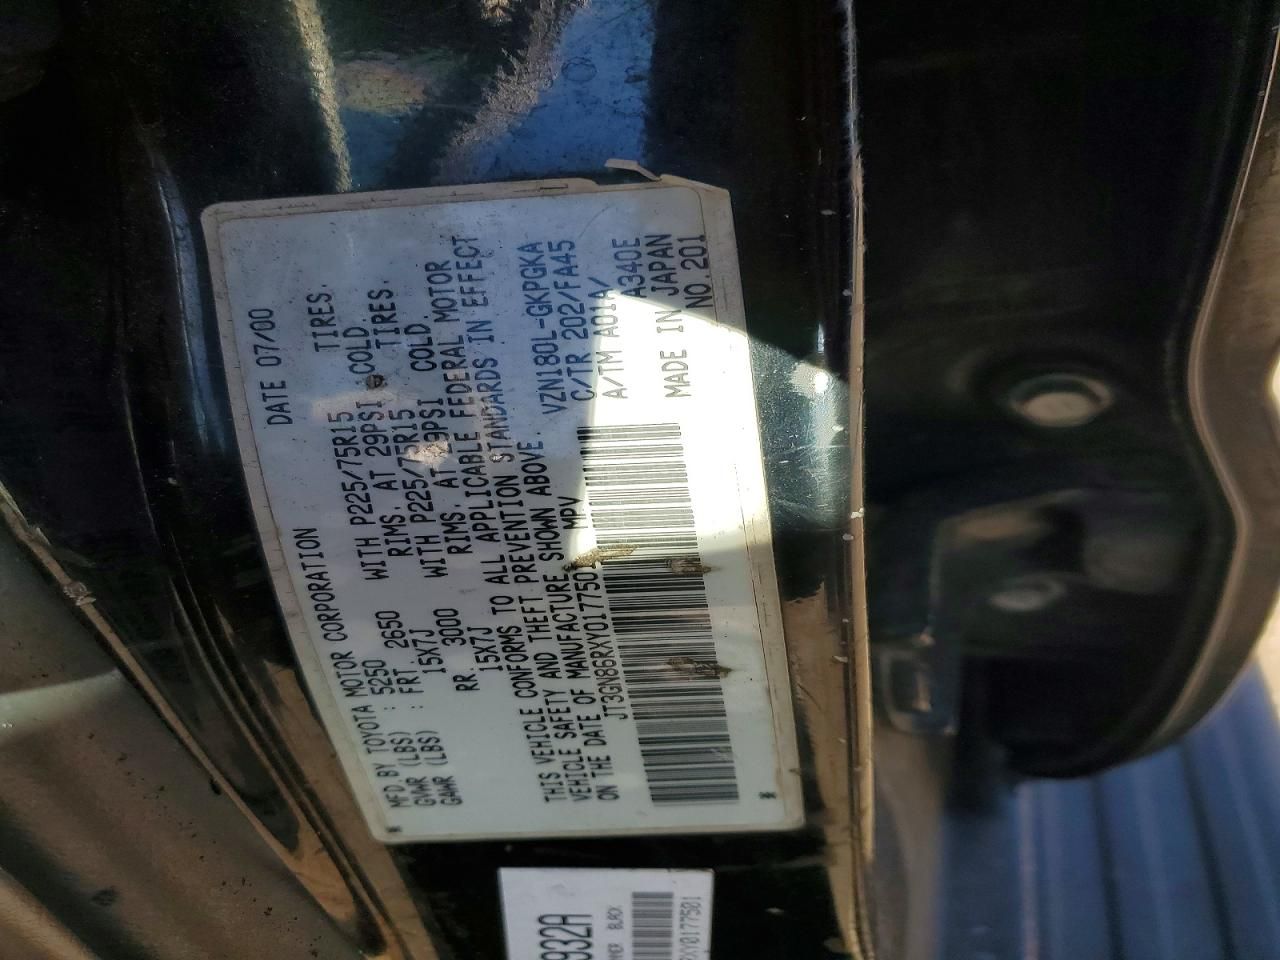 MFD BY TOYOTA MOTOR CORPORATION DATE 07/00
GVWR (LBS) : 5250 WITH P225/75R15 TIRES.
GAWR (LBS) : FRT. 2650 RIMS. AT 29PSI COLD
15X7J WITH P225/75R15 TIRES.
RR. 3000 RIMS. AT 29PSI COLD.
15X7J
THIS VEHICLE CONFORMS TO ALL APPLICABLE FEDERAL MOTOR
VEHICLE SAFETY AND THEFT PREVENTION STANDARDS IN EFFECT
ON THE DATE OF MANUFACTURE SHOWN ABOVE.
JT3GN86RXY0177501 MPV
VZN180L-GKPGKA
C/TR 202/FA45
A/TM A01A/ A340E
MADE IN JAPAN
NO 201
932A
BLACK
XY0177501